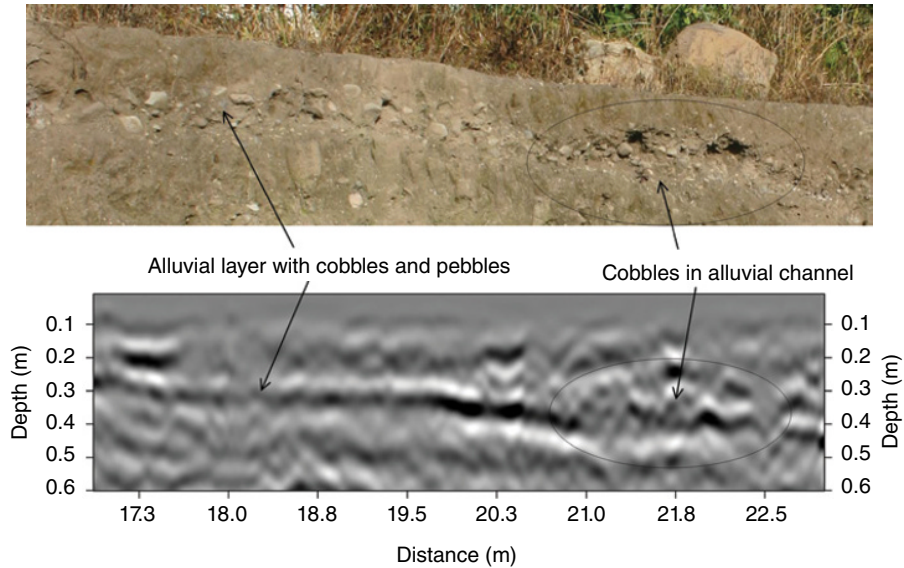 Alluvial layer with cobbles and pebbles
Cobbles in alluvial channel
0.1
0.2
0.3
0.4
0.5
0.6
Depth (m)
0.1
0.2
0.3
0.4
0.5
0.6
Depth (m)
17.3 18.0 18.8 19.5 20.3 21.0 21.8 22.5
Distance (m)